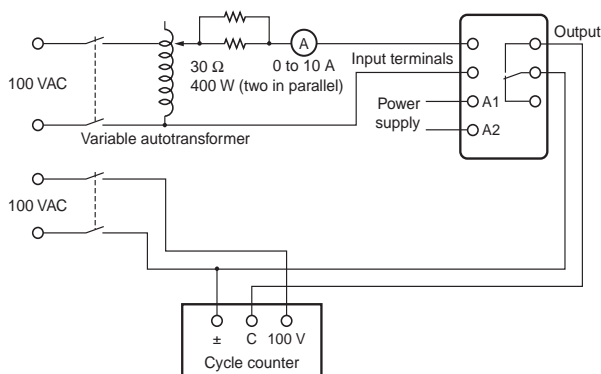 Output
A
0 to 10 A
Input terminals
30 Ω
400 W (two in parallel)
100 VAC
Power
supply
A1
A2
Variable autotransformer
100 VAC
± C 100 V
Cycle counter